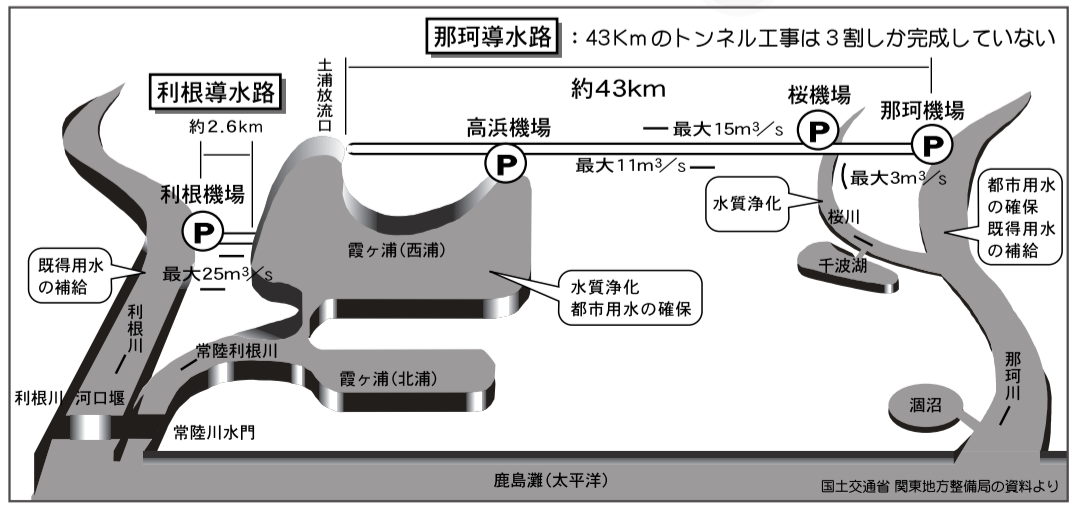 那珂導水路：43Kmのトンネル工事は3割しか完成していない
土浦放流口
約43km
利根導水路
約2.6km
桜機場
那珂機場
高浜機場
最大15m³/s
P
P
P
最大11m³/s
最大3m³/s
利根機場
P
水質浄化
都市用水
の確保
既得用水
の補給
桜川
霞ヶ浦(西浦)
千波湖
既得用水
の補給
最大25m³/s
水質浄化
都市用水の確保
利根川
常陸利根川
霞ヶ浦(北浦)
那珂川
利根川 河口堰
涸沼
常陸川水門
鹿島灘(太平洋)
国土交通省 関東地方整備局の資料より